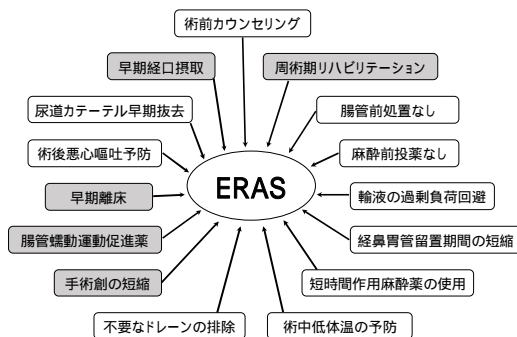 術前カウンセリング
早期経口摂取
周術期リハビリテーション
尿道カテーテル早期抜去
腸管前処置なし
術後悪心嘔吐予防
麻酔前投薬なし
ERAS
早期離床
輸液の過剰負荷回避
腸管蠕動運動促進薬
経鼻胃管留置期間の短縮
手術創の短縮
短時間作用麻酔薬の使用
不要なドレーンの排除
術中低体温の予防